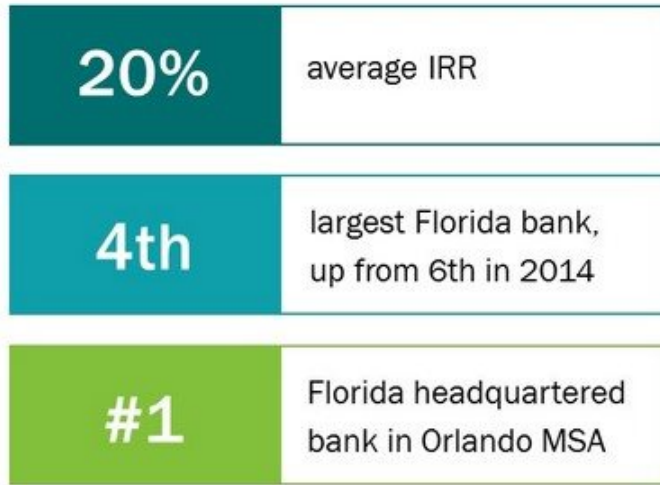 20%
average IRR
4th
largest Florida bank,
up from 6th in 2014
#1
Florida headquartered
bank in Orlando MSA